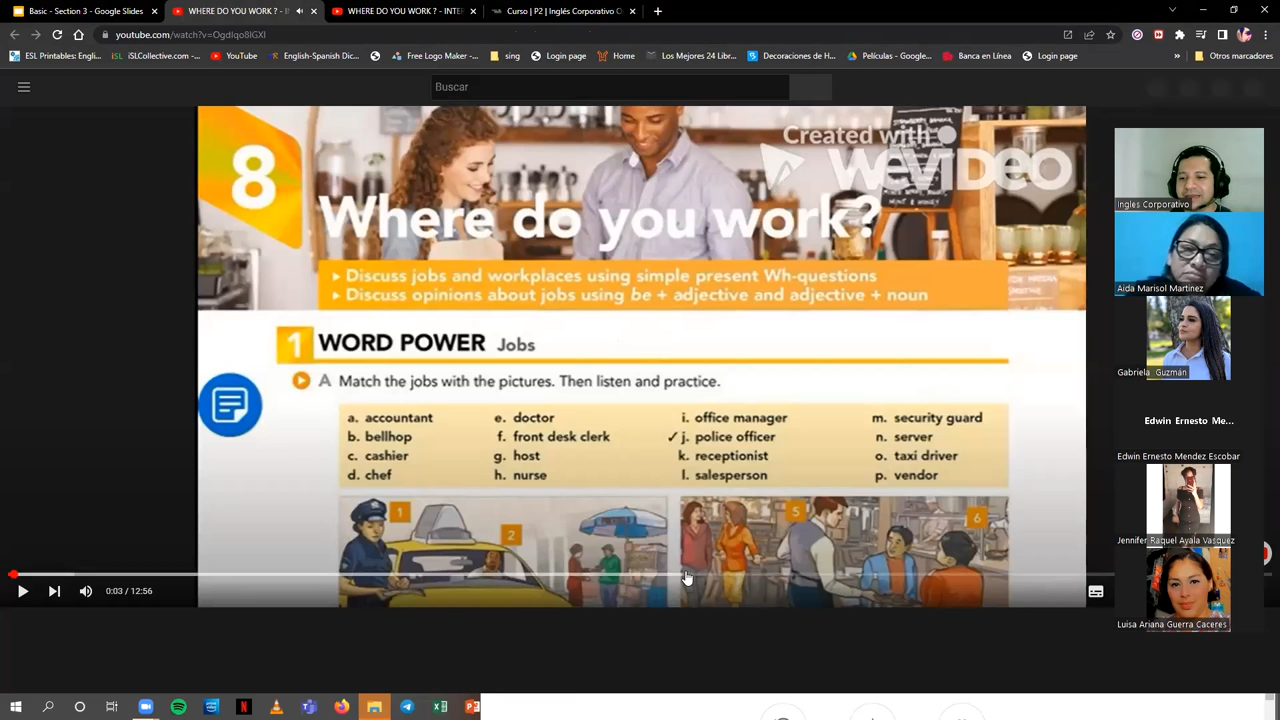 Basic - Section 3 - Google Slides
WHERE DO YOU WORK ? - I
WHERE DO YOU WORK ? - INTE
Curso | P2 | Inglés Corporativo C
youtube.com/watch?v=OgdIqo8IGXI
ESL Printables: Engli...
iSLCollective.com -...
YouTube
English-Spanish Dic...
Free Logo Maker -...
sing
Login page
Home
Los Mejores 24 Libr...
Decoraciones de H...
Películas - Google...
Banca en Línea
Login page
»
Otros marcadores
Buscar
Created with
WeVideo
8
Where do you work?
▸ Discuss jobs and workplaces using simple present Wh-questions
▸ Discuss opinions about jobs using be + adjective and adjective + noun
1 WORD POWER Jobs
A Match the jobs with the pictures. Then listen and practice.
a. accountant
b. bellhop
c. cashier
d. chef
e. doctor
f. front desk clerk
g. host
h. nurse
i. office manager
✓ j. police officer
k. receptionist
l. salesperson
m. security guard
n. server
o. taxi driver
p. vendor
1
2
5
6
0:03 / 12:56
Ingles Corporativo
Aida Marisol Martinez
Gabriela Guzmán
Edwin Ernesto Me...
Edwin Ernesto Mendez Escobar
Jennifer Raquel Ayala Vasquez
Luisa Ariana Guerra Caceres